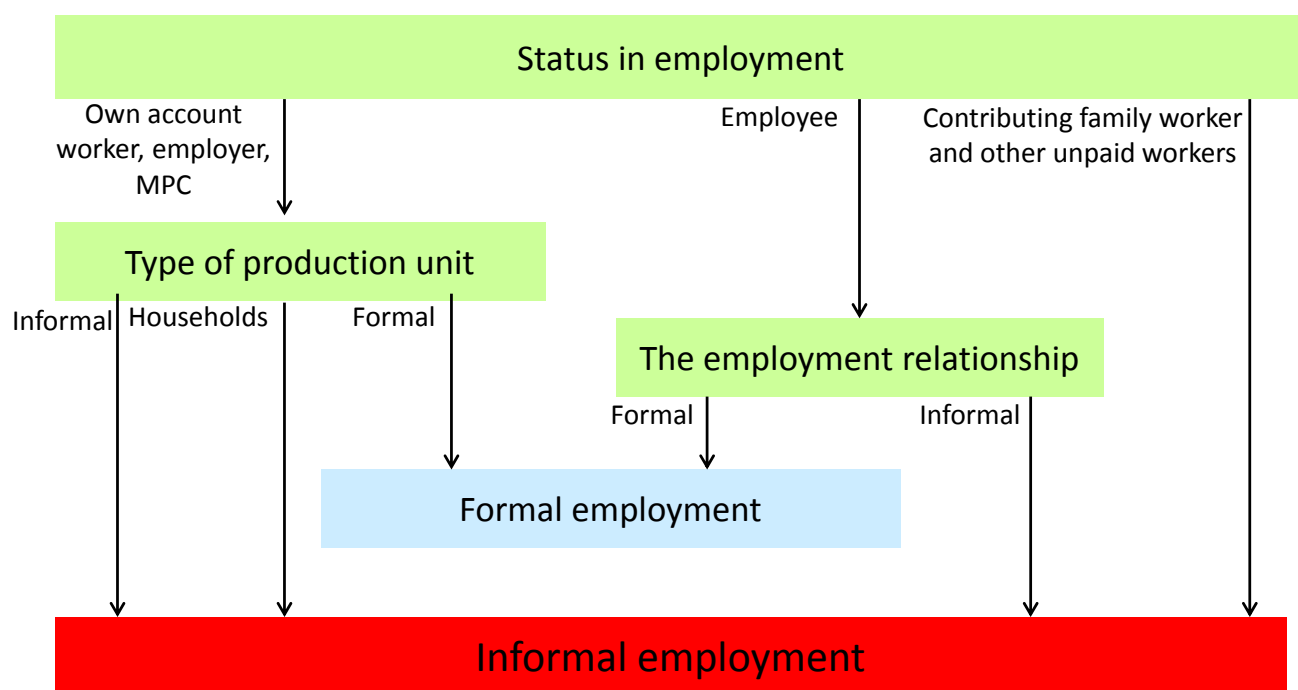 Status in employment
Own account
worker, employer,
MPC
Employee
Contributing family worker
and other unpaid workers
Type of production unit
Informal
Households
Formal
The employment relationship
Formal
Informal
Formal employment
Informal employment